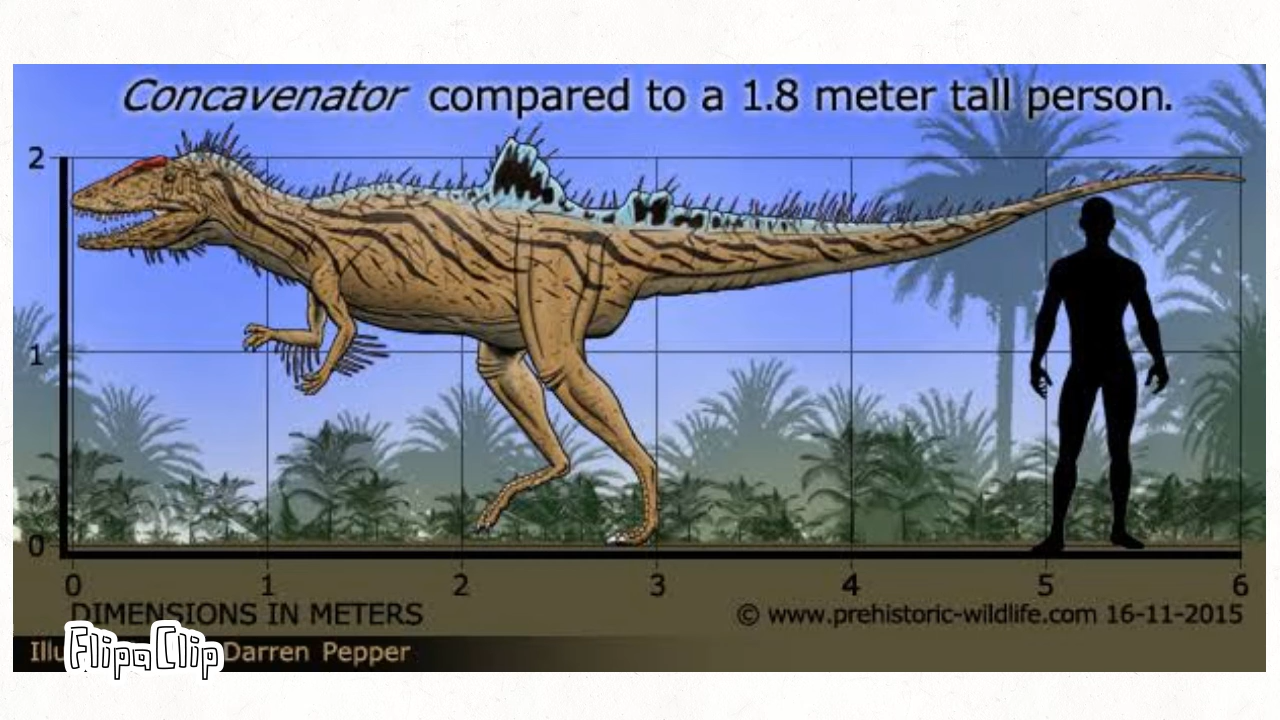 Concavenator compared to a 1.8 meter tall person.
2
1
0
0 1 2 3 4 5 6
DIMENSIONS IN METERS
© www.prehistoric-wildlife.com 16-11-2015
Darren Pepper
FlipaClip